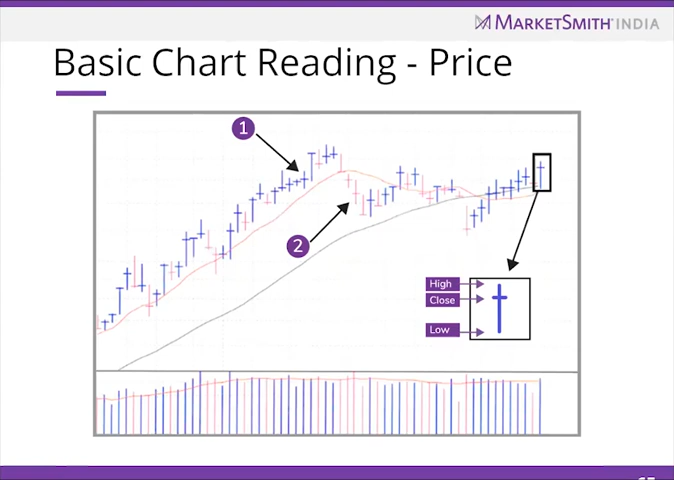 MARKETSMITH INDIA
Basic Chart Reading - Price
1
2
High
Close
Low